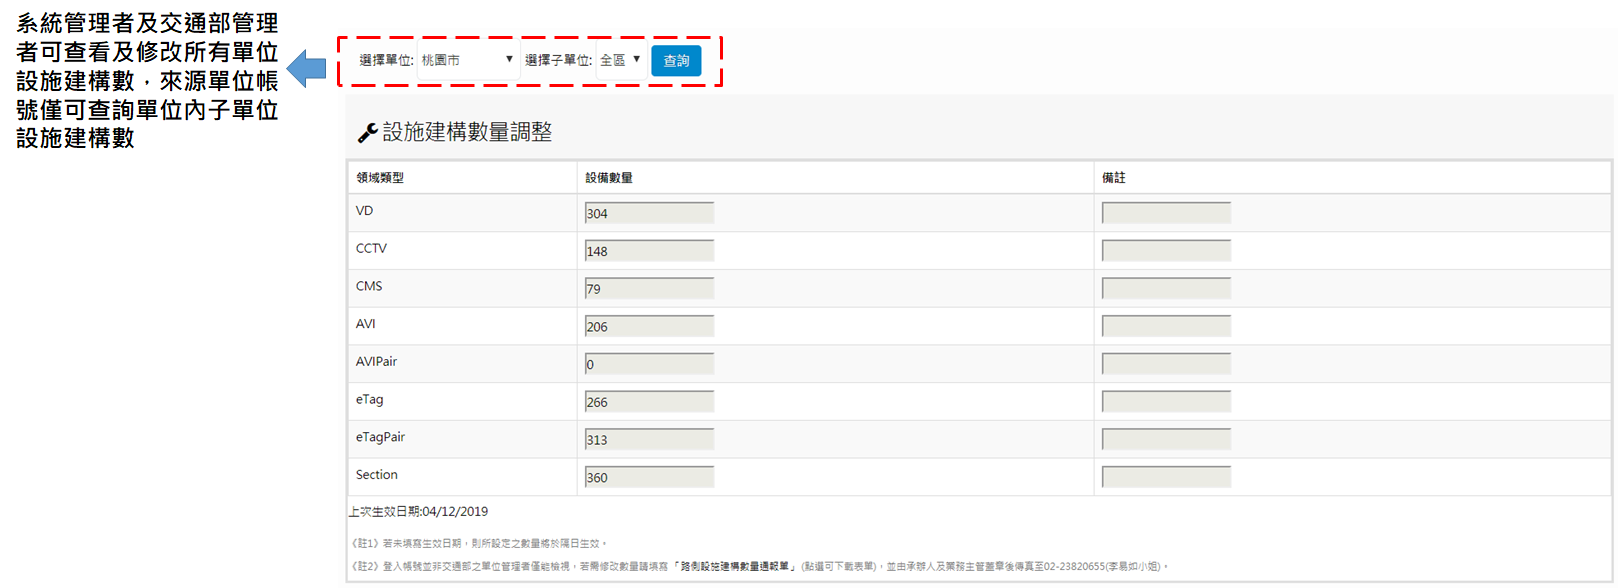 系統管理者及交通部管理
者可查看及修改所有單位
設施建構數，來源單位帳
號僅可查詢單位內子單位
設施建構數
選擇單位: 桃園市 ▼ 選擇子單位: 全區 ▼ 查詢
設施建構數量調整
領域類型 設備數量 備註
VD 304
CCTV 148
CMS 79
AVI 206
AVIPair 0
eTag 266
eTagPair 313
Section 360
上次生效日期:04/12/2019
《註1》若未填寫生效日期，則所設定之數量將於隔日生效。
《註2》登入帳號並非交通部之單位管理者僅能檢視，若需修改數量請填寫「路側設施建構數量通報單」(點選可下載表單)，並由承辦人及業務主管蓋章後傳真至02-23820655(李易如小姐)。